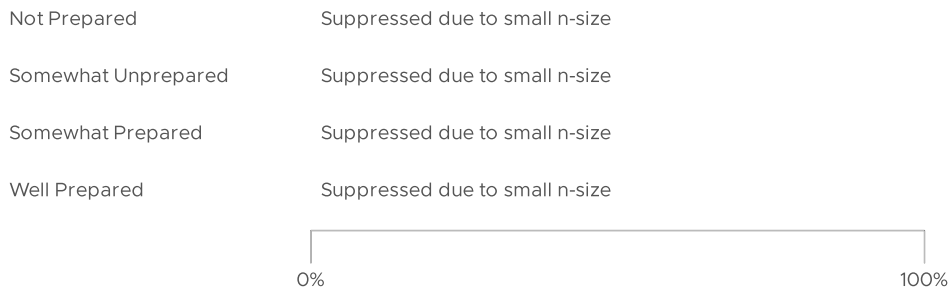 Not Prepared Suppressed due to small n-size
Somewhat Unprepared Suppressed due to small n-size
Somewhat Prepared Suppressed due to small n-size
Well Prepared Suppressed due to small n-size
0% 100%